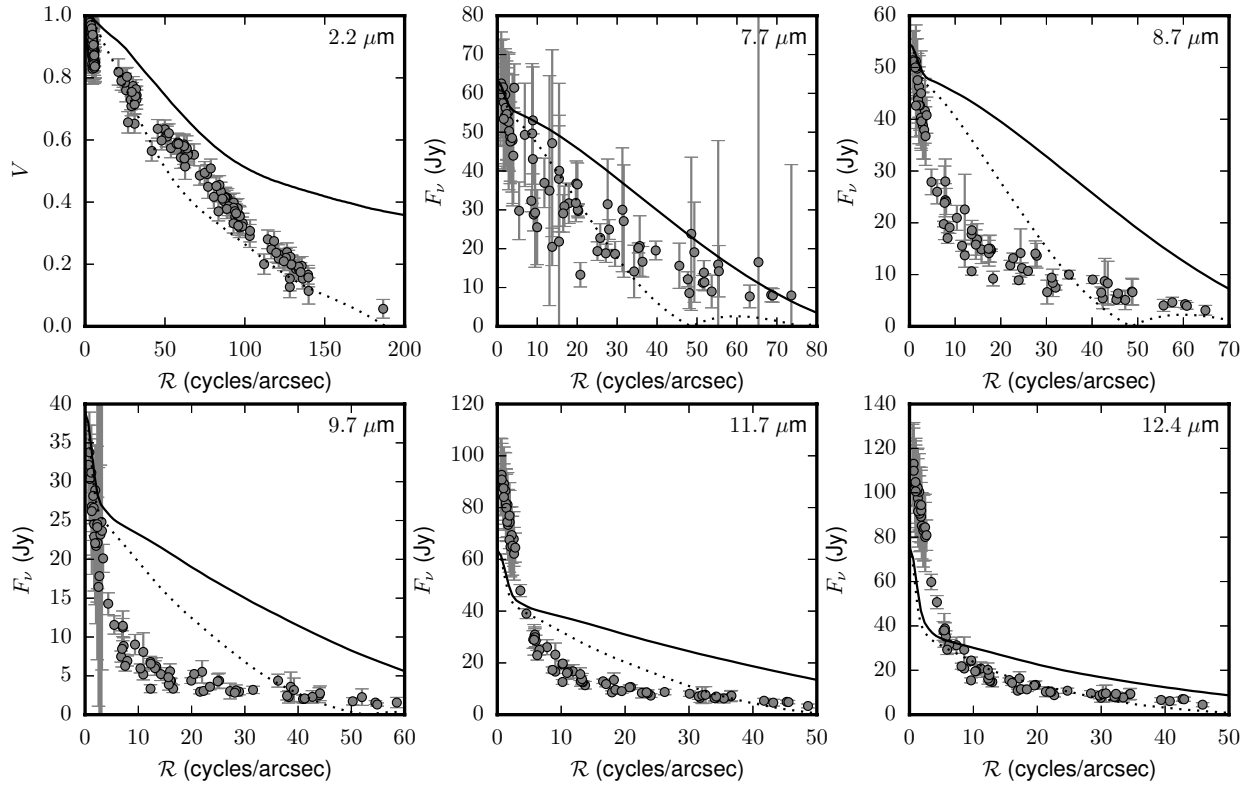 2.2 μm
1.0
0.8
0.6
0.4
0.2
0.0
V
0 50 100 150 200
R (cycles/arcsec)
7.7 μm
80
70
60
50
40
30
20
10
0
Fν (Jy)
0 10 20 30 40 50 60 70 80
R (cycles/arcsec)
8.7 μm
60
50
40
30
20
10
0
Fν (Jy)
0 10 20 30 40 50 60 70
R (cycles/arcsec)
9.7 μm
40
35
30
25
20
15
10
5
0
Fν (Jy)
0 10 20 30 40 50 60
R (cycles/arcsec)
11.7 μm
120
100
80
60
40
20
0
Fν (Jy)
0 10 20 30 40 50
R (cycles/arcsec)
12.4 μm
140
120
100
80
60
40
20
0
Fν (Jy)
0 10 20 30 40 50
R (cycles/arcsec)